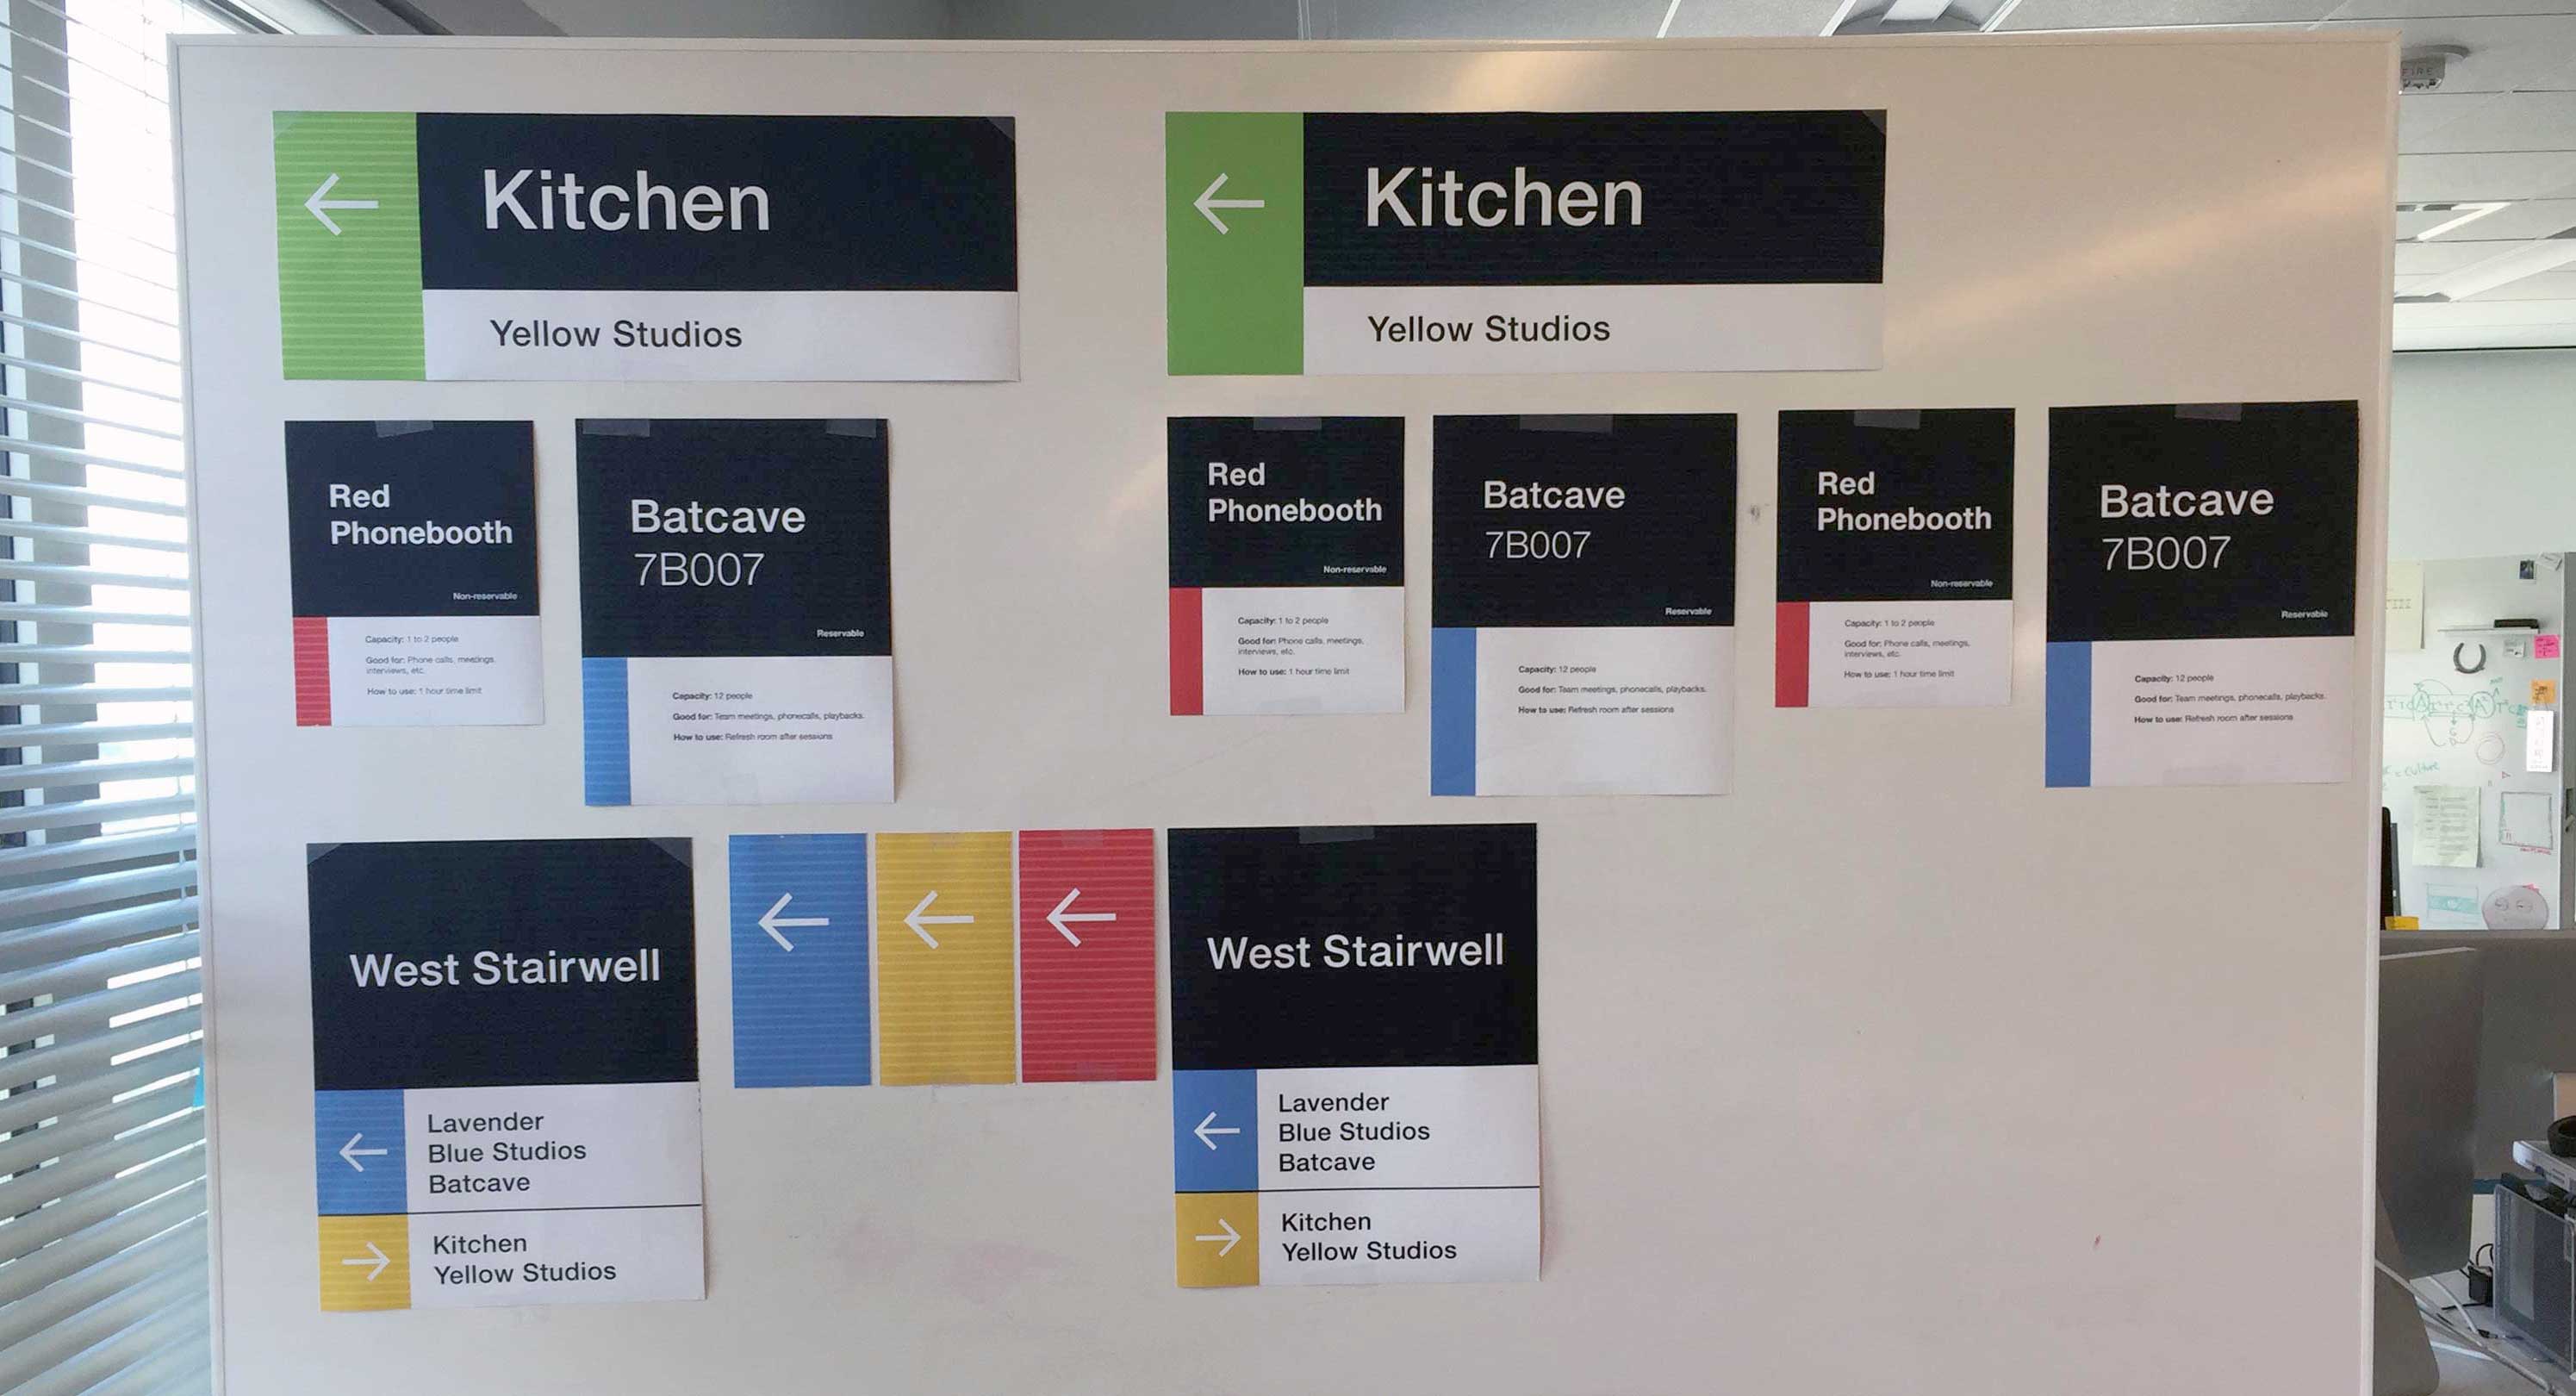 Kitchen
Yellow Studios
Kitchen
Yellow Studios
Red
Phonebooth
Non-reservable
Capacity: 1 to 2 people
Good for: Phone calls, meetings,
interviews, etc.
How to use: 1 hour time limit
Batcave
7B007
Reservable
Capacity: 12 people
Good for: Team meetings, phonecalls, playbacks.
How to use: Refresh room after sessions
Red
Phonebooth
Non-reservable
Capacity: 1 to 2 people
Good for: Phone calls, meetings,
interviews, etc.
How to use: 1 hour time limit
Batcave
7B007
Reservable
Capacity: 12 people
Good for: Team meetings, phonecalls, playbacks.
How to use: Refresh room after sessions
Red
Phonebooth
Non-reservable
Capacity: 1 to 2 people
Good for: Phone calls, meetings,
interviews, etc.
How to use: 1 hour time limit
Batcave
7B007
Reservable
Capacity: 12 people
Good for: Team meetings, phonecalls, playbacks.
How to use: Refresh room after sessions
West Stairwell
Lavender
Blue Studios
Batcave
Kitchen
Yellow Studios
West Stairwell
Lavender
Blue Studios
Batcave
Kitchen
Yellow Studios
FIRE
= culture